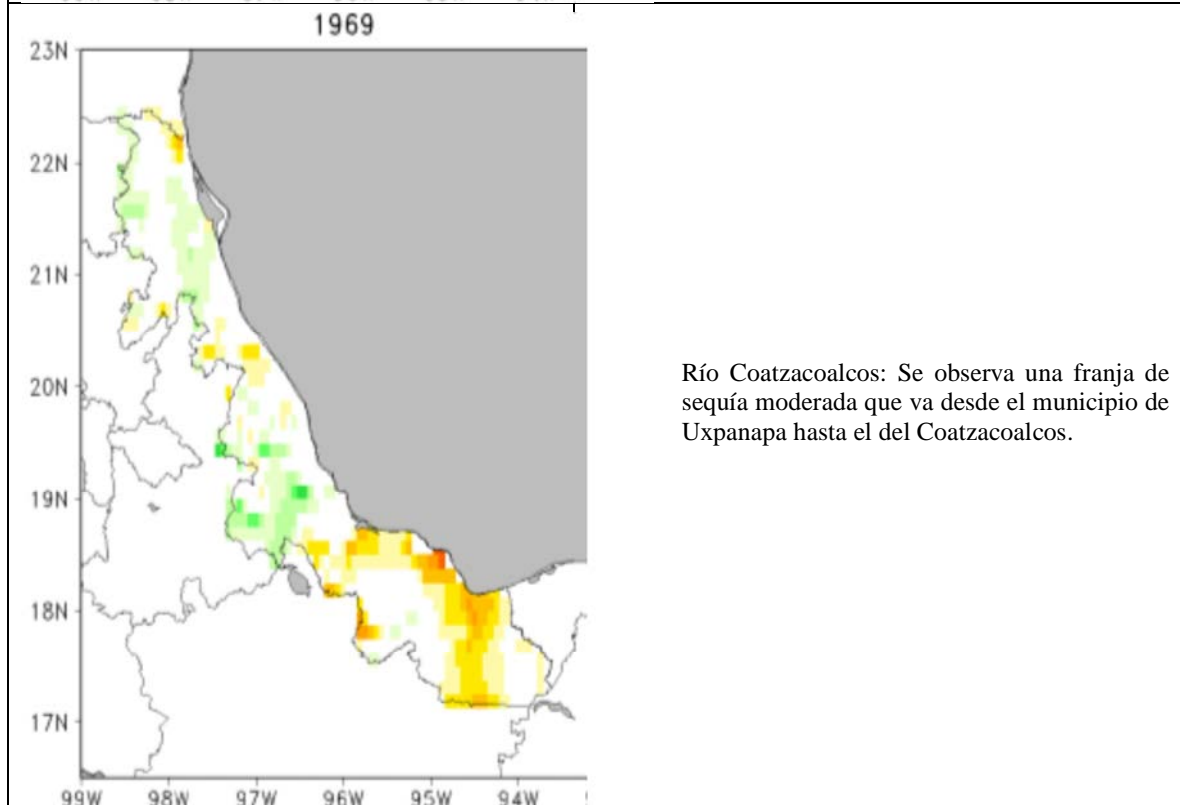 1969
23N
22N
21N
20N
19N
18N
17N
99W 98W 97W 96W 95W 94W
Río Coatzacoalcos: Se observa una franja de
sequía moderada que va desde el municipio de
Uxpanapa hasta el del Coatzacoalcos.